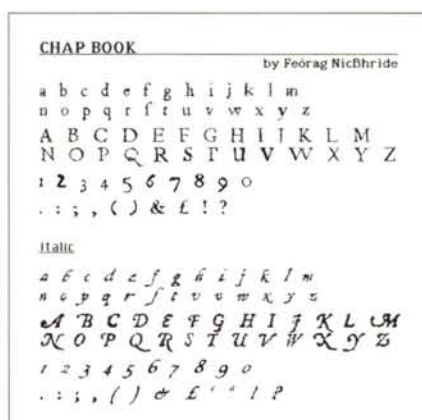 CHAP BOOK
by Feórag NicBhride
a b c d e f g h i j k l m
n o p q r ſ t u v w x y z
A B C D E F G H I J K L M
N O P Q R S T U V W X Y Z
1 2 3 4 5 6 7 8 9 0
. : ; , ( ) & £ ! ?
Italic
a b c d e f g h i j k l m
n o p q r ſ t v v w x y z
A B C D E F G H I J K L M
N O P Q R S T U V W X Y Z
1 2 3 4 5 6 7 8 9 0
. : ; , ( ) & £ ‘ ‘ ! ?